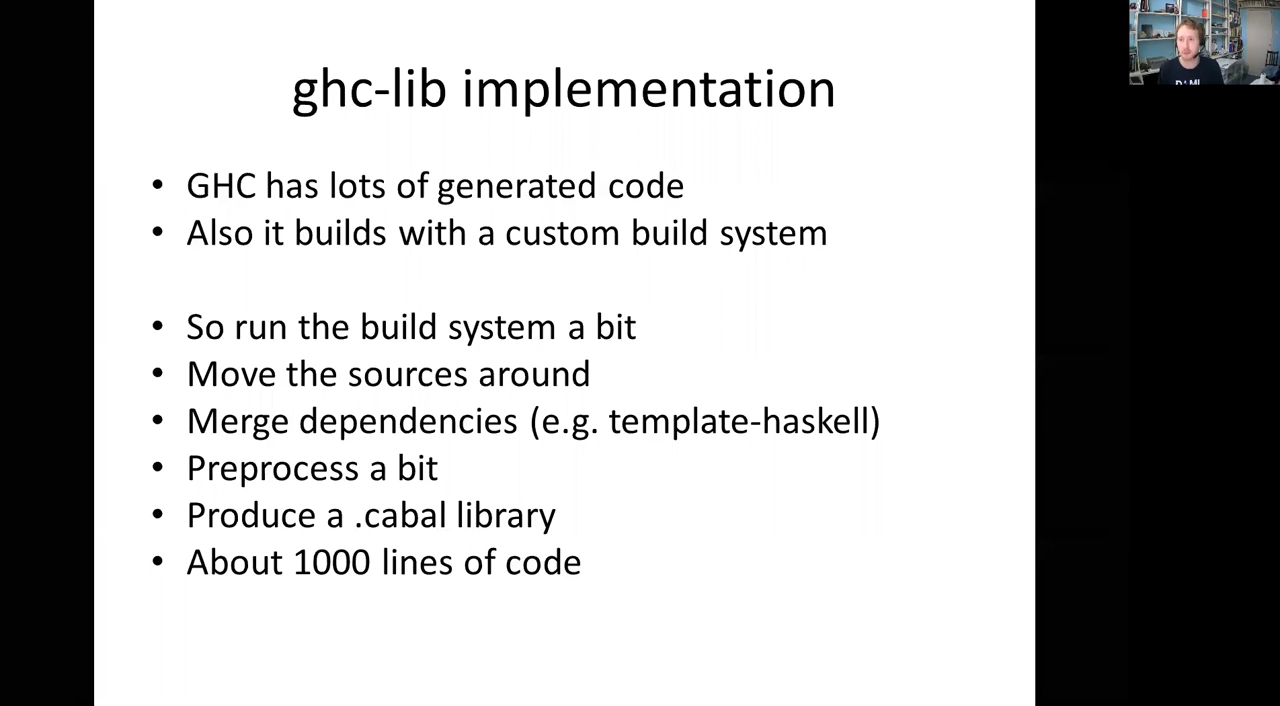 ghc-lib implementation
• GHC has lots of generated code
• Also it builds with a custom build system
• So run the build system a bit
• Move the sources around
• Merge dependencies (e.g. template-haskell)
• Preprocess a bit
• Produce a .cabal library
• About 1000 lines of code